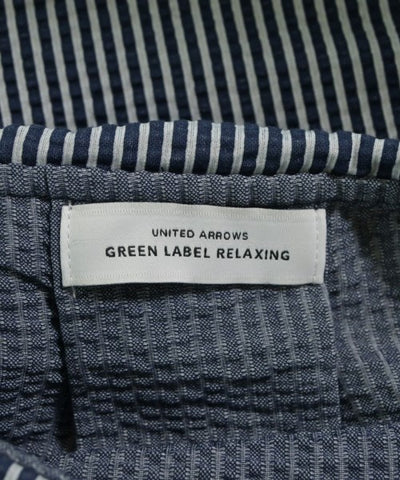 UNITED ARROWS
GREEN LABEL RELAXING